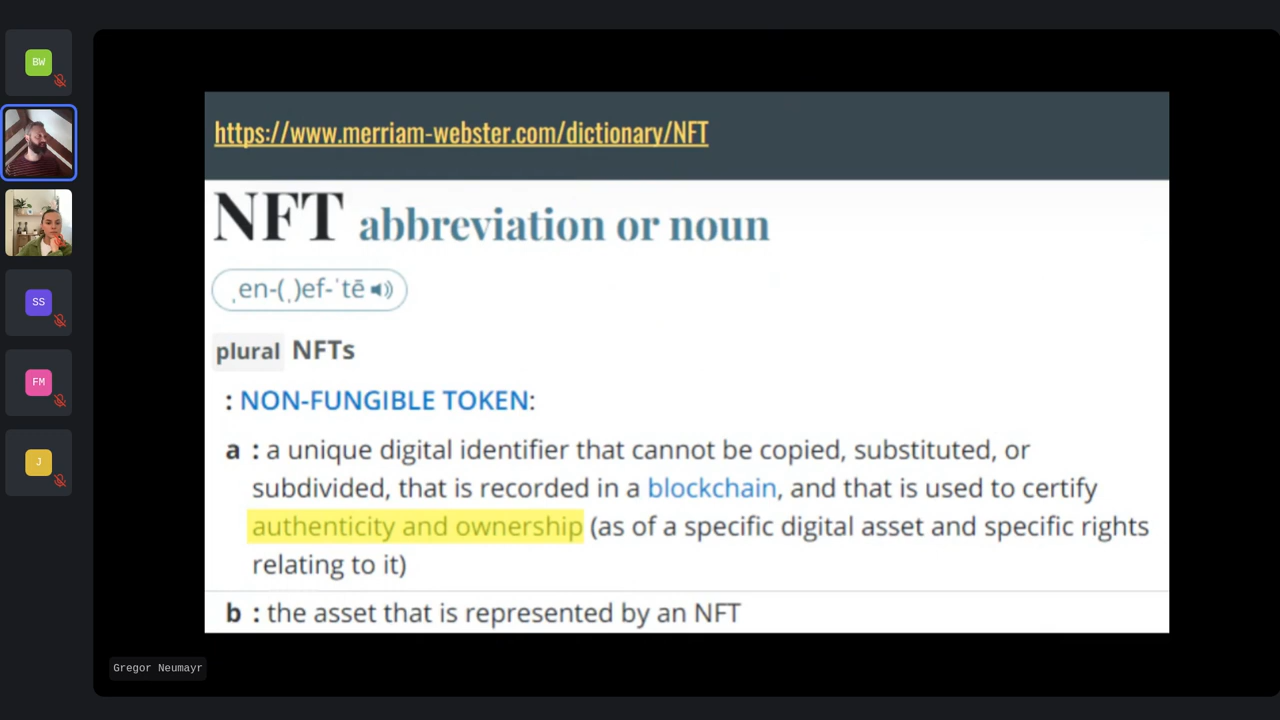 BW
https://www.merriam-webster.com/dictionary/NFT
NFT abbreviation or noun
ˌen-(ˌ)ef-ˈtē
plural NFTs
: NON-FUNGIBLE TOKEN:
a : a unique digital identifier that cannot be copied, substituted, or
subdivided, that is recorded in a blockchain, and that is used to certify
authenticity and ownership (as of a specific digital asset and specific rights
relating to it)
b : the asset that is represented by an NFT
SS
FM
J
Gregor Neumayr